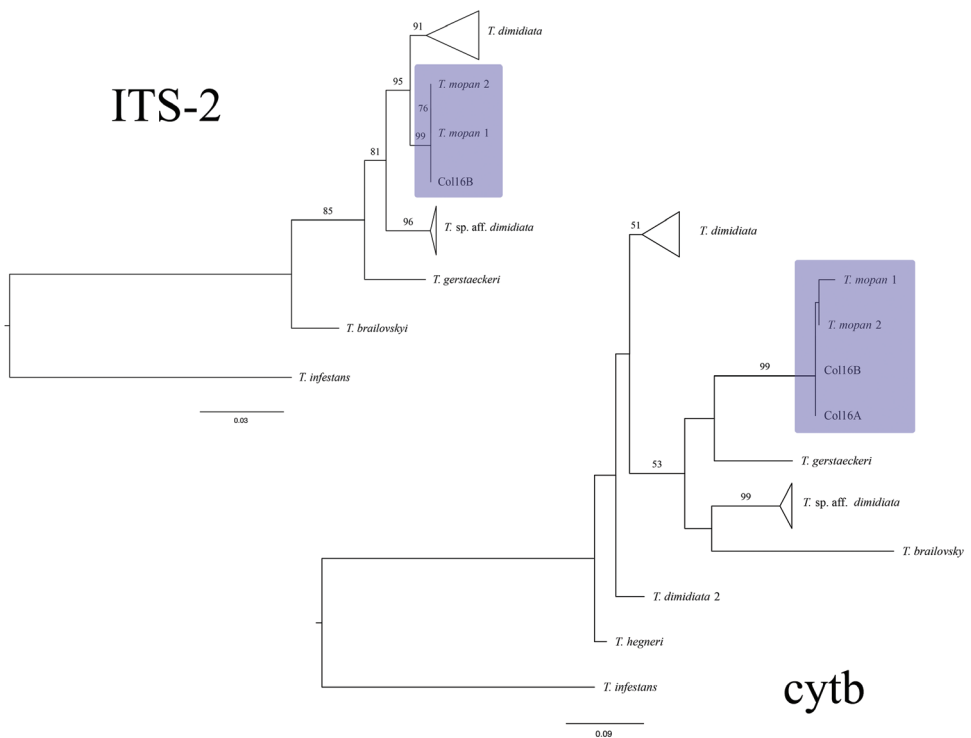 91
T. dimidiata
ITS-2
95
T. mopan 2
76
99
T. mopan 1
81
Col16B
85
96
T. sp. aff. dimidiata
T. gerstaeckeri
T. brailovskyi
T. infestans
0.03
51
T. dimidiata
T. mopan 1
T. mopan 2
99
Col16B
Col16A
53
T. gerstaeckeri
99
T. sp. aff. dimidiata
T. brailovsky
T. dimidiata 2
T. hegneri
T. infestans
cytb
0.09